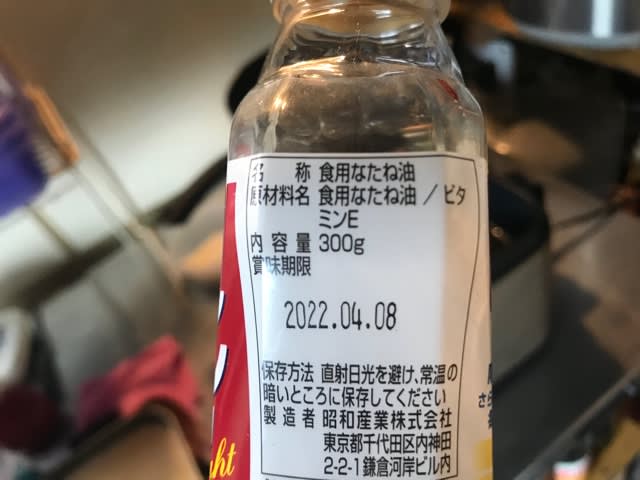 名称 食用なたね油
原材料名 食用なたね油 / ビタ
ミンE
内容量 300g
賞味期限
2022.04.08
保存方法 直射日光を避け、常温の
暗いところに保存してください
製造者 昭和産業株式会社
東京都千代田区内神田
2-2-1鎌倉河岸ビル内